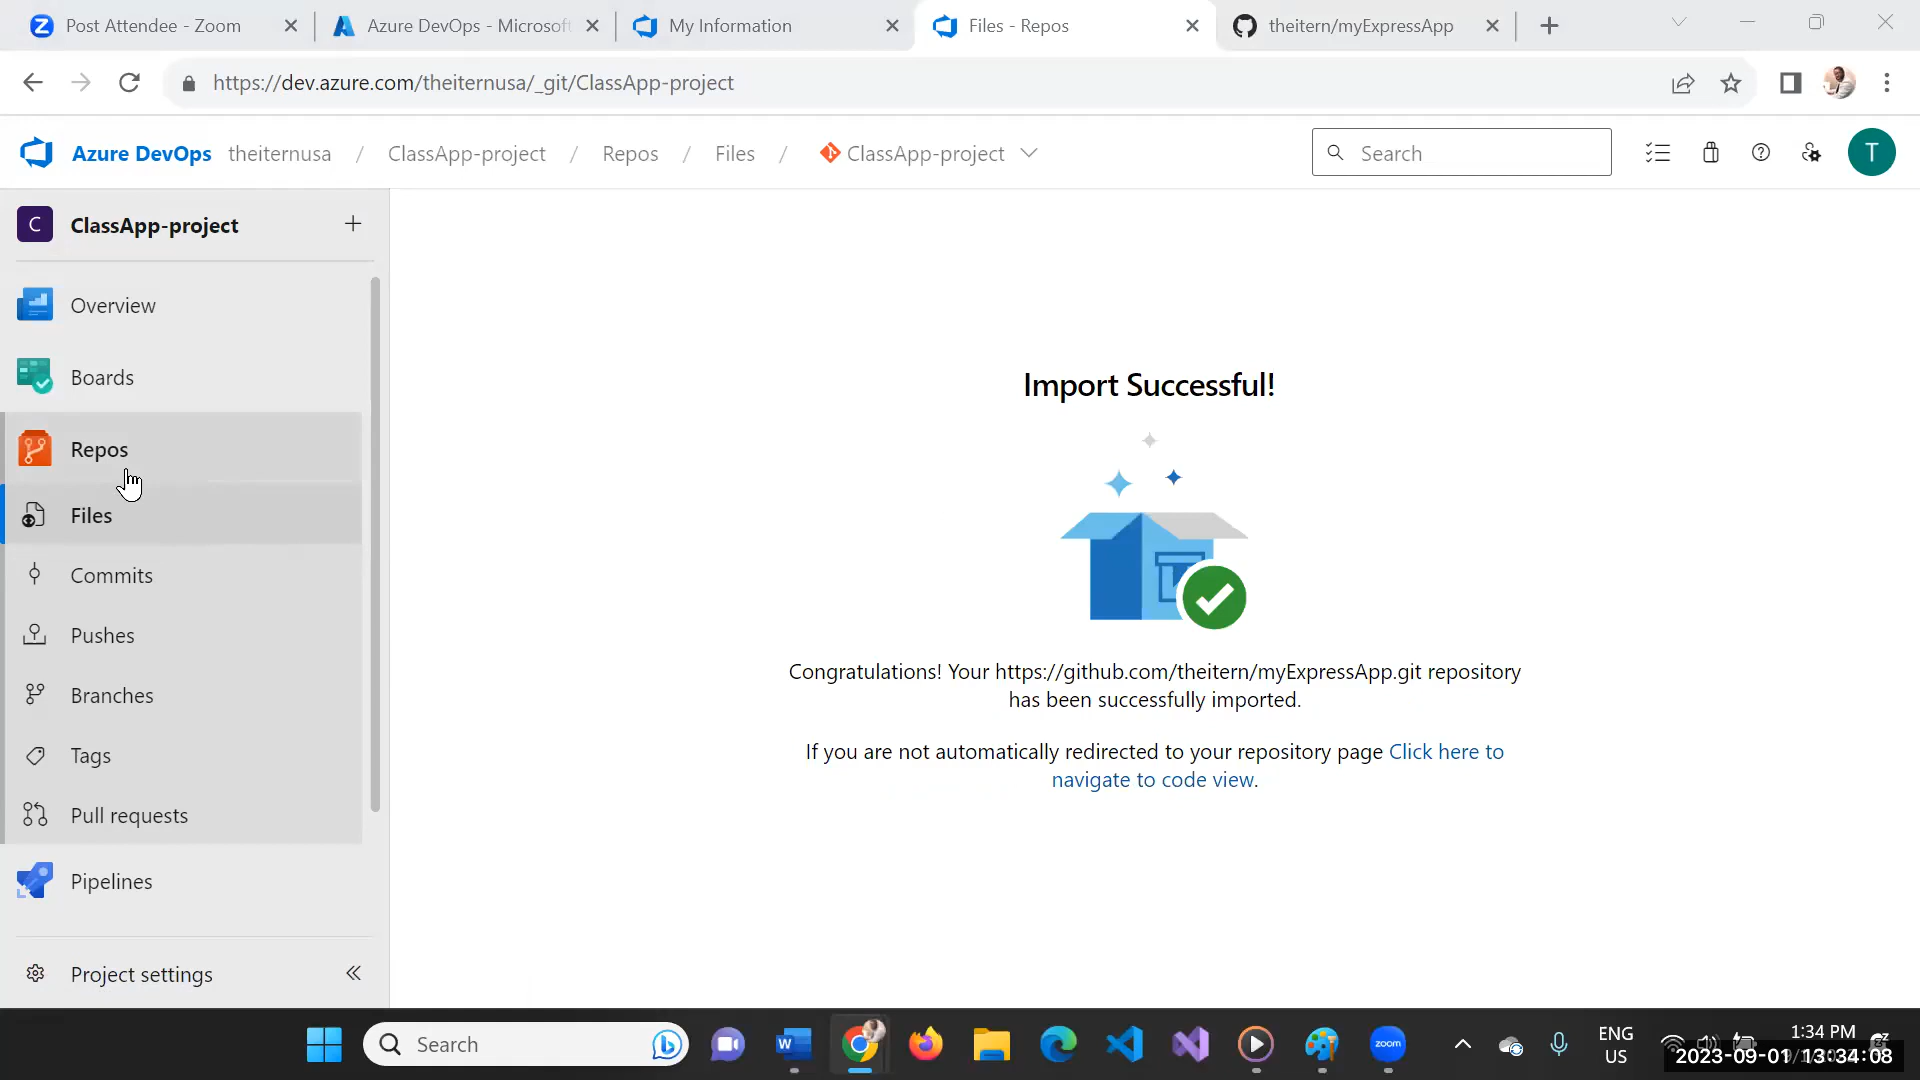 Post Attendee - Zoom
Azure DevOps - Microsoft
My Information
Files - Repos
theitern/myExpressApp
https://dev.azure.com/theiternusa/_git/ClassApp-project
Azure DevOps theiternusa / ClassApp-project / Repos / Files / ClassApp-project
Search
T
C ClassApp-project
Overview
Boards
Repos
Files
Commits
Pushes
Branches
Tags
Pull requests
Pipelines
Project settings
Import Successful!
Congratulations! Your https://github.com/theitern/myExpressApp.git repository
has been successfully imported.
If you are not automatically redirected to your repository page Click here to
navigate to code view.
Search
zoom
ENG
US
1:34 PM
2023-09-01 13:34:08